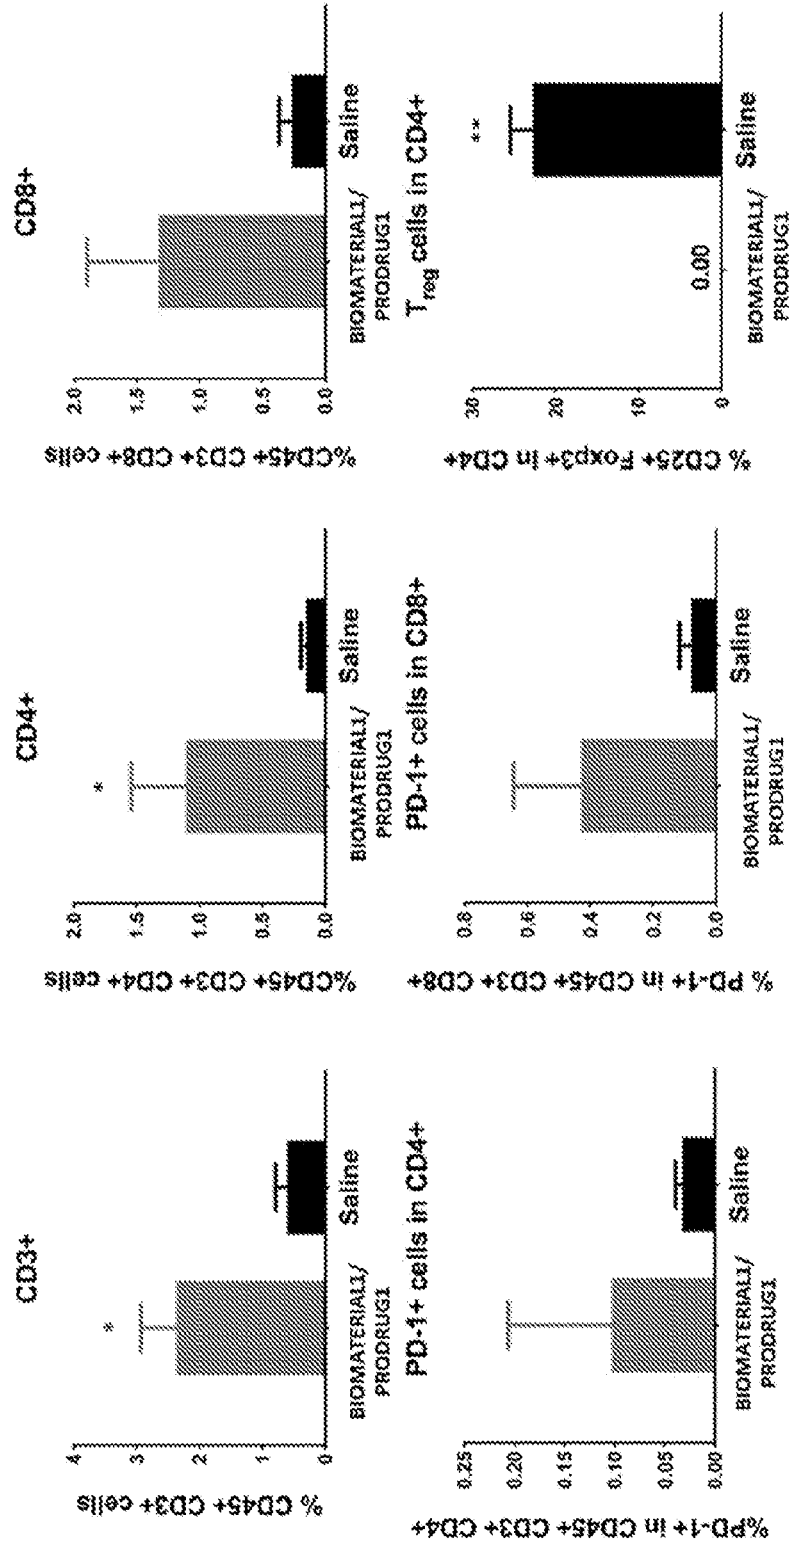 CD3+
% CD45+ CD3+ cells
4
3
2
1
0
*
BIOMATERIAL1/
PRODRUG1
Saline
CD4+
%CD45+ CD3+ CD4+ cells
2.0
1.5
1.0
0.5
0.0
*
BIOMATERIAL1/
PRODRUG1
Saline
CD8+
%CD45+ CD3+ CD8+ cells
2.0
1.5
1.0
0.5
0.0
BIOMATERIAL1/
PRODRUG1
Saline
PD-1+ cells in CD4+
%PD-1+ in CD45+ CD3+ CD4+
0.25
0.20
0.15
0.10
0.05
0.00
BIOMATERIAL1/
PRODRUG1
Saline
PD-1+ cells in CD8+
% PD-1+ in CD45+ CD3+ CD8+
0.8
0.6
0.4
0.2
0.0
BIOMATERIAL1/
PRODRUG1
Saline
Treg cells in CD4+
% CD25+ Foxp3+ in CD4+
30
20
10
0
0.00
**
BIOMATERIAL1/
PRODRUG1
Saline